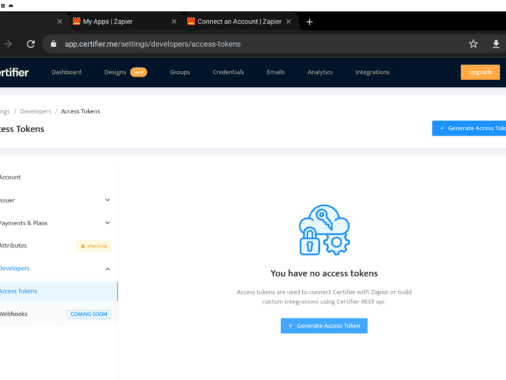 My Apps | Zapier
Connect an Account | Zapier
app.certifier.me/settings/developers/access-tokens
rtifier Dashboard Designs Groups Credentials Emails Analytics Integrations Upgrade
ngs / Developers / Access Tokens
cess Tokens
+ Generate Access Tok
Account
ssuer
Payments & Plans
Attributes
Developers
Access Tokens
Webhooks COMING SOON
You have no access tokens
Access tokens are used to connect Certifier with Zapier or build
custom integrations using Certifier REST api.
+ Generate Access Token